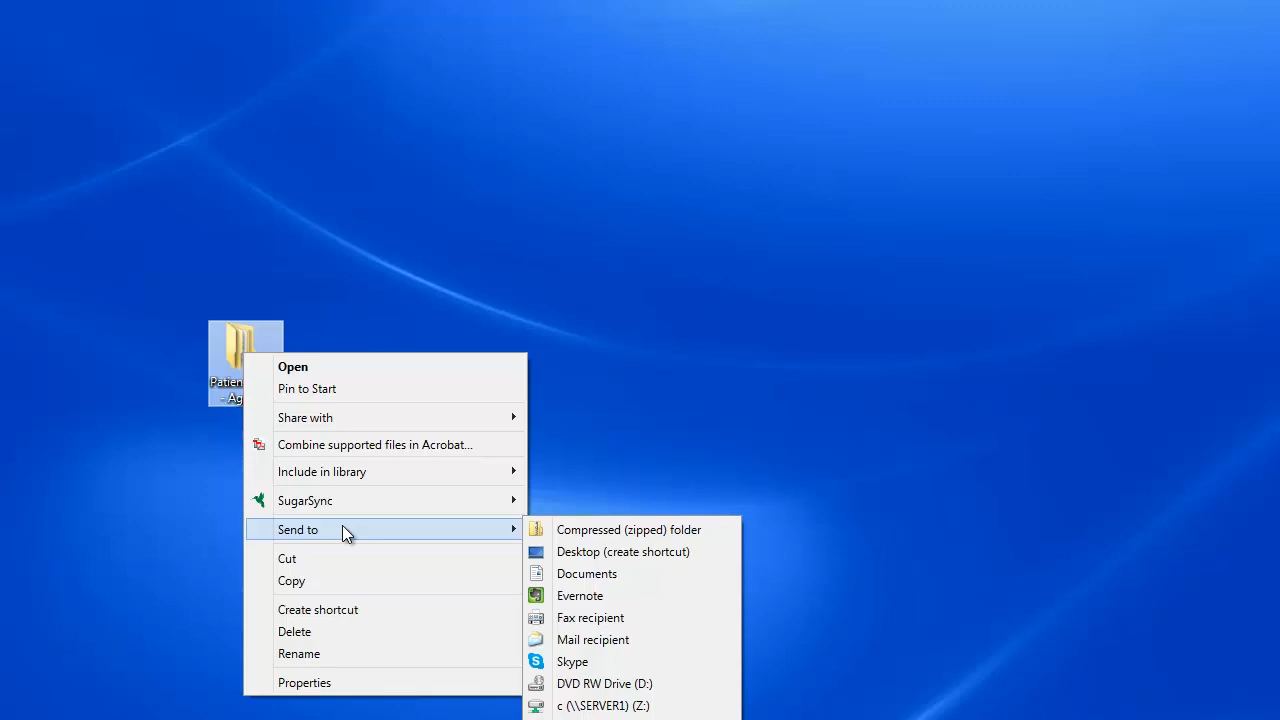 Patien
- Ag
Open
Pin to Start
Share with
Combine supported files in Acrobat...
Include in library
SugarSync
Send to
Cut
Copy
Create shortcut
Delete
Rename
Properties
Compressed (zipped) folder
Desktop (create shortcut)
Documents
Evernote
Fax recipient
Mail recipient
Skype
DVD RW Drive (D:)
c (\\SERVER1) (Z:)